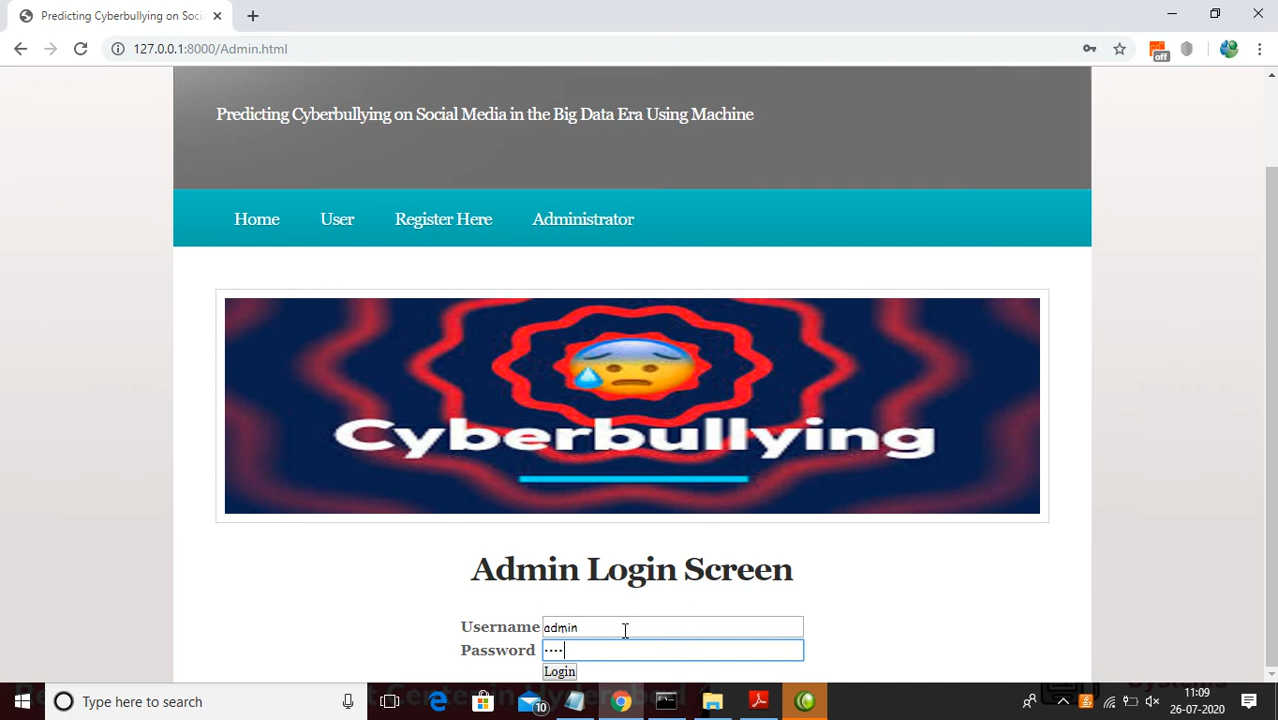 Predicting Cyberbullying on Soci
127.0.0.1:8000/Admin.html
off
Predicting Cyberbullying on Social Media in the Big Data Era Using Machine
Home User Register Here Administrator
Cyberbullying
Admin Login Screen
Username admin
Password ····
Login
Type here to search
10
11:09
26-07-2020